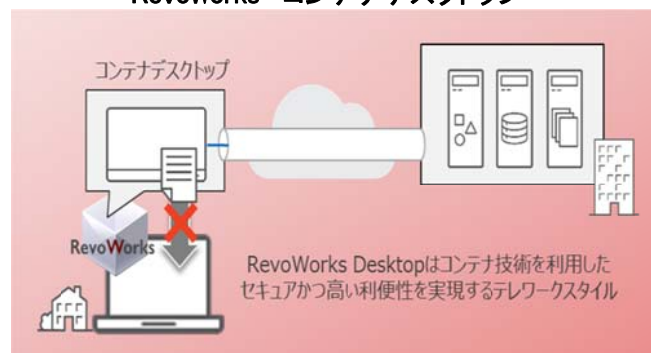 RevoWorks コンテナデスクトップ
コンテナデスクトップ
RevoWorks
RevoWorks Desktopはコンテナ技術を利用した
セキュアかつ高い利便性を実現するテレワークスタイル